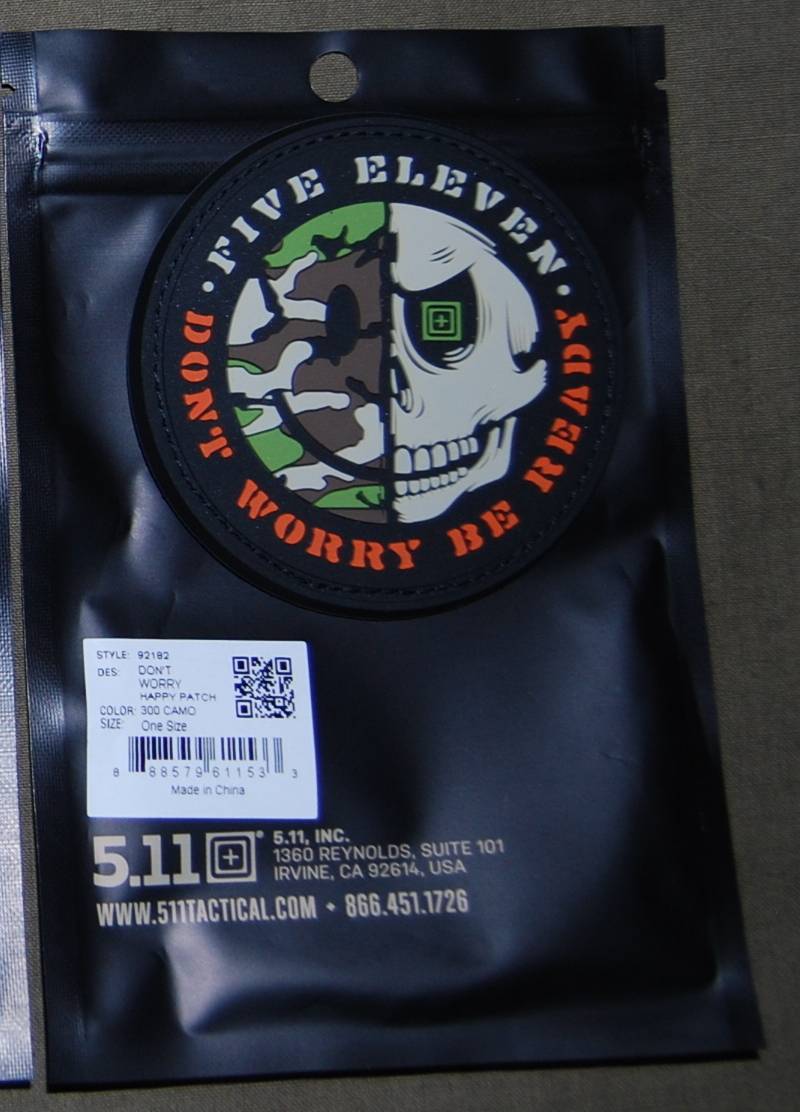 • FIVE ELEVEN •
DON'T WORRY BE READY
STYLE: 92182
DES: DON'T
WORRY
HAPPY PATCH
COLOR: 300 CAMO
SIZE: One Size
8 88579 61153 3
Made in China
5.11®
5.11, INC.
1360 REYNOLDS, SUITE 101
IRVINE, CA 92614, USA
WWW.511TACTICAL.COM • 866.451.1726